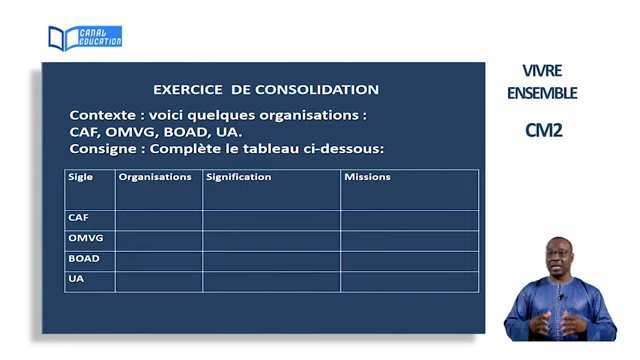 CANAL
EDUCATION
EXERCICE DE CONSOLIDATION
Contexte : voici quelques organisations :
CAF, OMVG, BOAD, UA.
Consigne : Complète le tableau ci-dessous:
Sigle Organisations Signification Missions
CAF
OMVG
BOAD
UA
VIVRE
ENSEMBLE
CM2